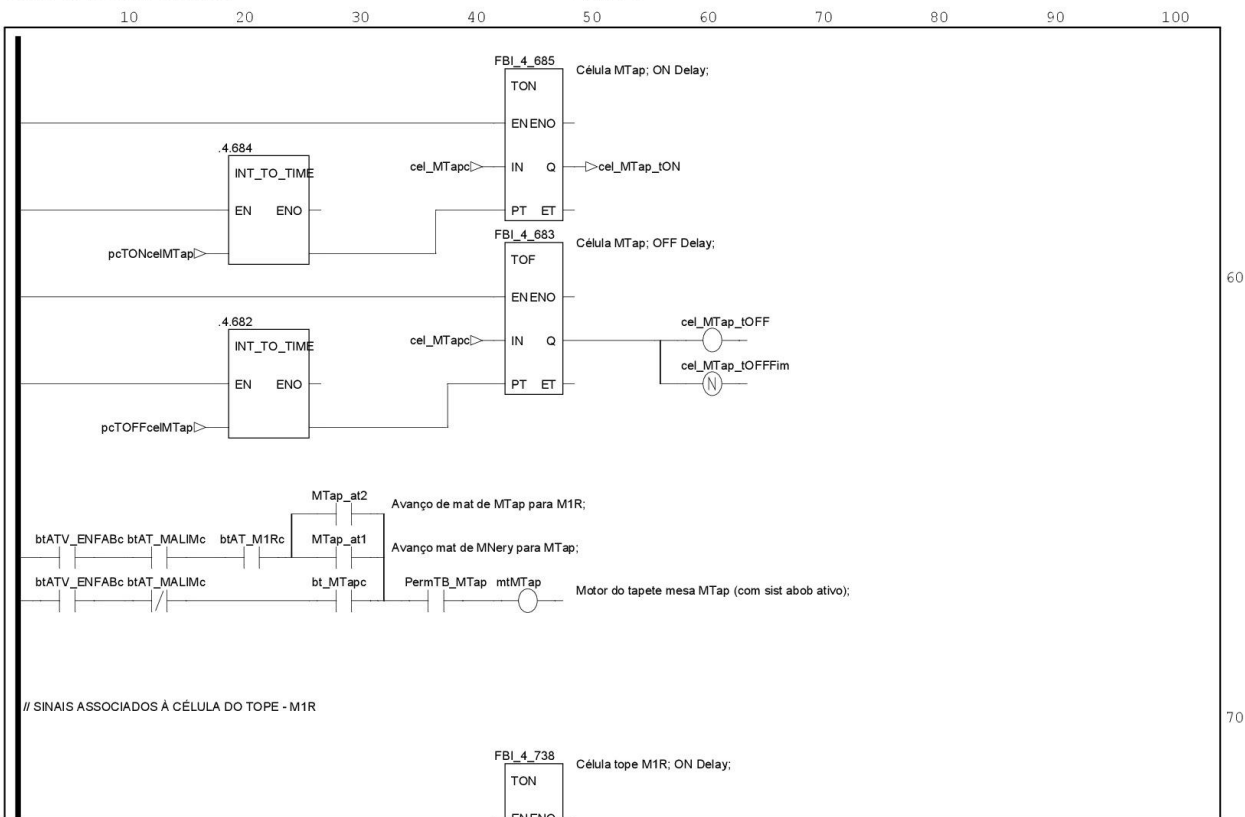 10 20 30 40 50 60 70 80 90 100
FBI_4_685
Célula MTap; ON Delay;
TON
EN ENO
.4.684
INT_TO_TIME
cel_MTapc IN Q cel_MTap_tON
EN ENO
PT ET
pcTONcelMTap
FBI_4_683
Célula MTap; OFF Delay;
TOF
60
EN ENO
.4.682
INT_TO_TIME
cel_MTapc IN Q
cel_MTap_tOFF
cel_MTap_tOFFFim
N
EN ENO
PT ET
pcTOFFcelMTap
MTap_at2
Avanço de mat de MTap para M1R;
btATV_ENFABc btAT_MALIMc btAT_M1Rc MTap_at1
Avanço mat de MNery para MTap;
btATV_ENFABc btAT_MALIMc bt_MTapc PermTB_MTap mtMTap
Motor do tapete mesa MTap (com sist abob ativo);
// SINAIS ASSOCIADOS À CÉLULA DO TOPE - M1R
70
FBI_4_738
Célula tope M1R; ON Delay;
TON
EN ENO